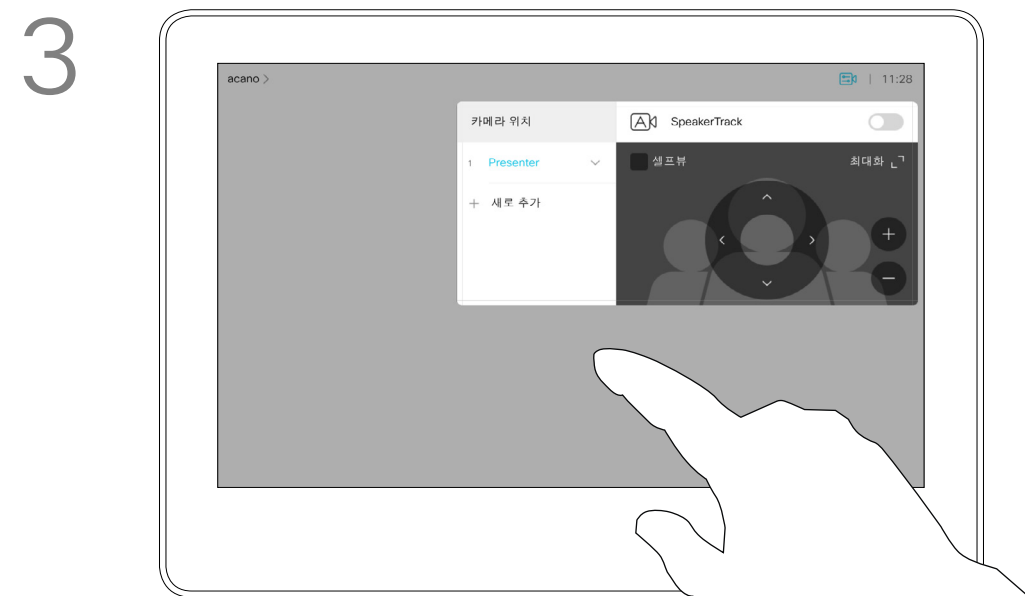 3
acano >
11:28
카메라 위치
SpeakerTrack
1 Presenter
셀프뷰
최대화
+ 새로 추가